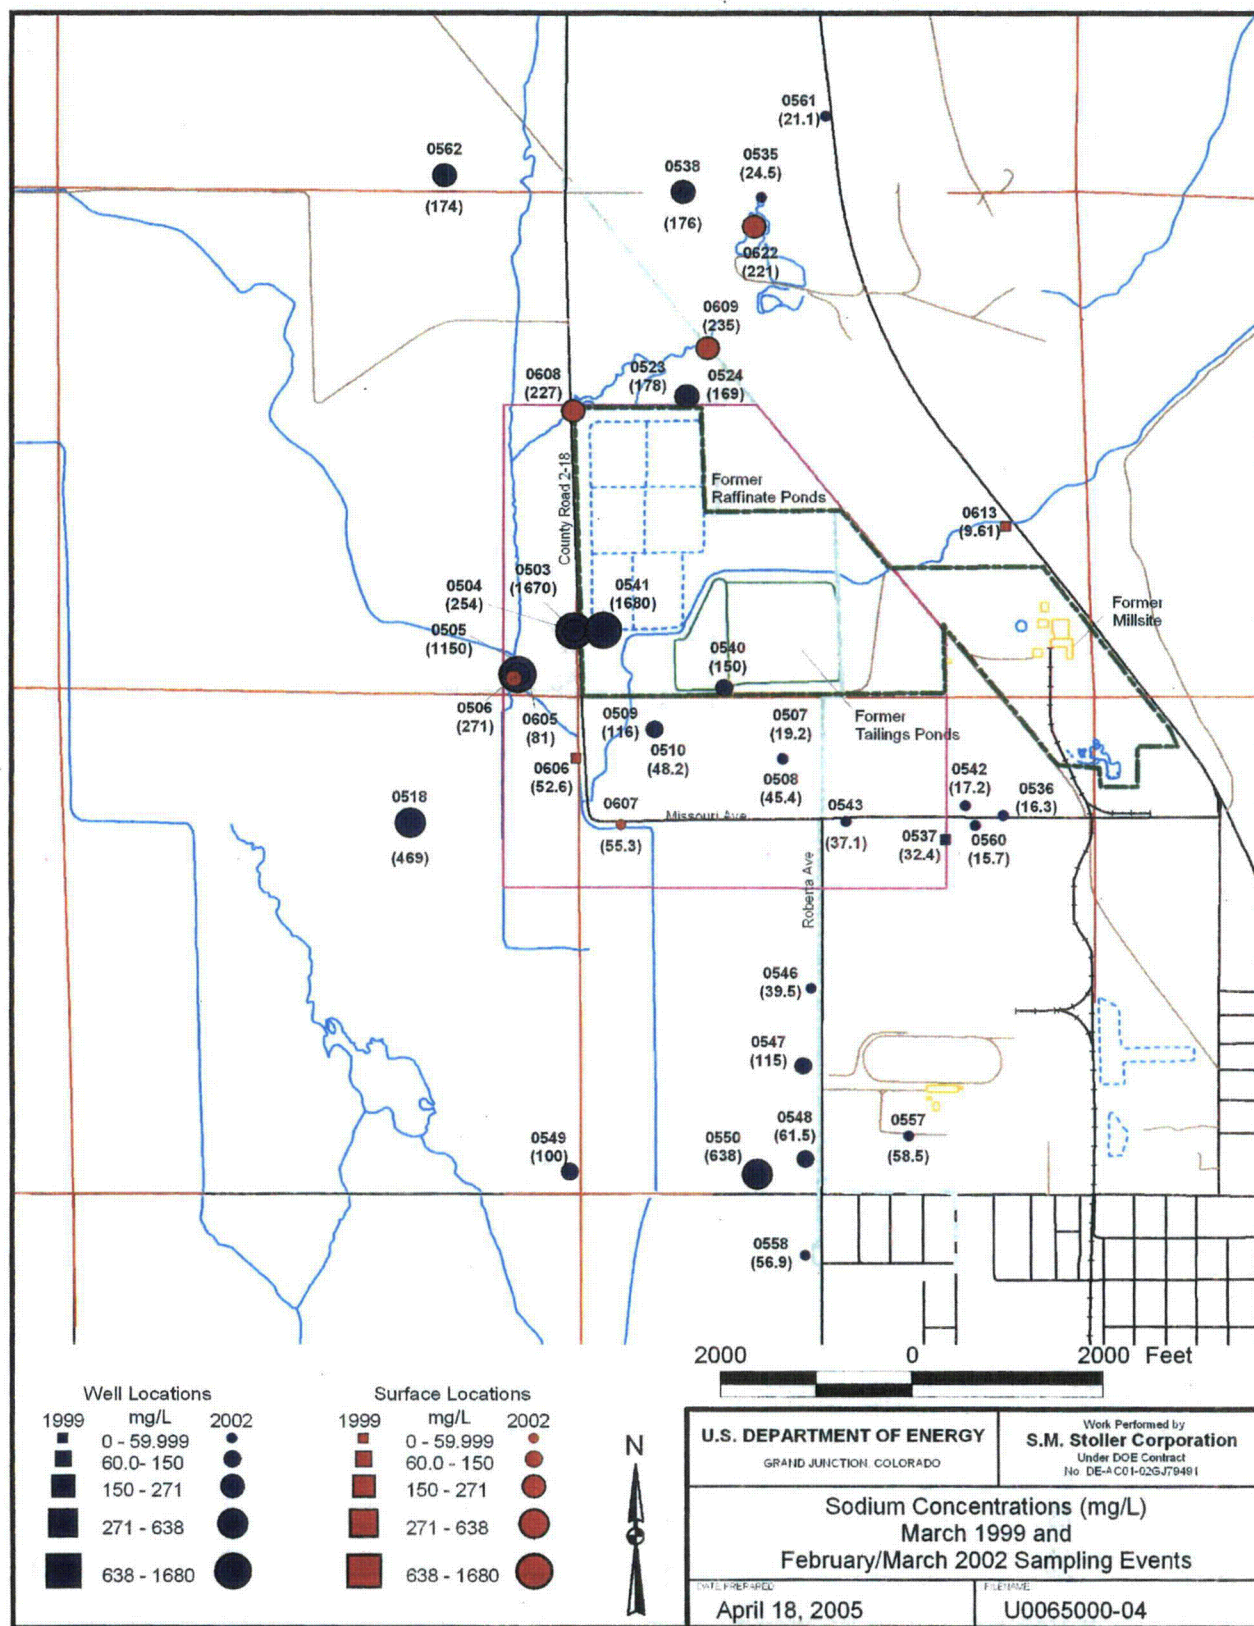 0561
(21.1)
0562
(174)
0538
(176)
0535
(24.5)
0622
(221)
0609
(235)
0608
(227)
0523
(178)
0524
(169)
County Road 2-18
Former
Raffinate Ponds
0613
(9.61)
0503
(1670)
0541
(1680)
0504
(254)
0505
(1150)
Former
Millsite
0540
(150)
0506
(271)
0605
(81)
0509
(116)
0510
(48.2)
0507
(19.2)
0508
(45.4)
Former
Tailings Ponds
0606
(52.6)
0542
(17.2)
0536
(16.3)
0518
(469)
0607
(55.3)
Missouri Ave
0543
(37.1)
0537
(32.4)
0560
(15.7)
Roberta Ave
0546
(39.5)
0547
(115)
0548
(61.5)
0557
(58.5)
0549
(100)
0550
(638)
0558
(56.9)
2000 0 2000 Feet
Well Locations
1999 mg/L 2002
0 - 59.999
60.0 - 150
150 - 271
271 - 638
638 - 1680
Surface Locations
1999 mg/L 2002
0 - 59.999
60.0 - 150
150 - 271
271 - 638
638 - 1680
N
U.S. DEPARTMENT OF ENERGY
GRAND JUNCTION, COLORADO
Work Performed by
S.M. Stoller Corporation
Under DOE Contract
No. DE-AC01-02GJ79491
Sodium Concentrations (mg/L)
March 1999 and
February/March 2002 Sampling Events
DATE PREPARED
April 18, 2005
FILENAME
U0065000-04